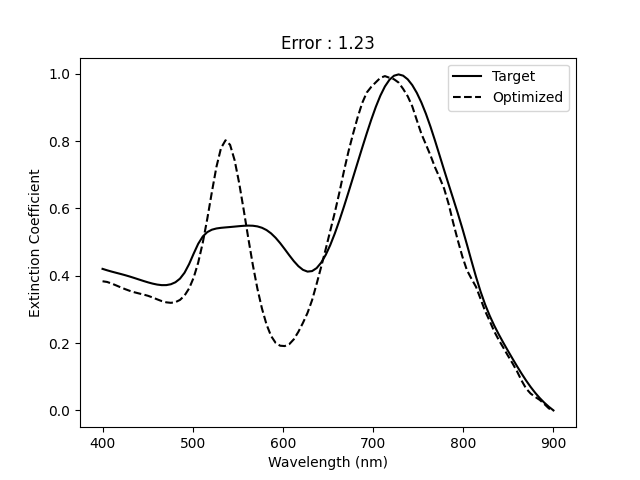 Error : 1.23
Target
Optimized
Extinction Coefficient
1.0
0.8
0.6
0.4
0.2
0.0
400 500 600 700 800 900
Wavelength (nm)